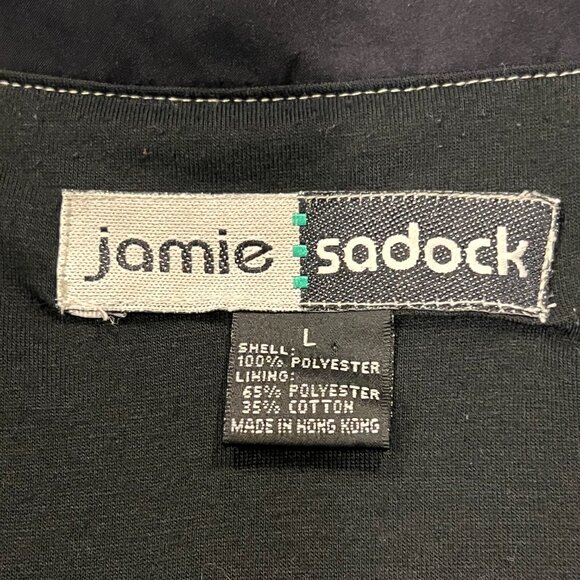 jamie sadock
L
SHELL:
100% POLYESTER
LINING:
65% POLYESTER
35% COTTON
MADE IN HONG KONG